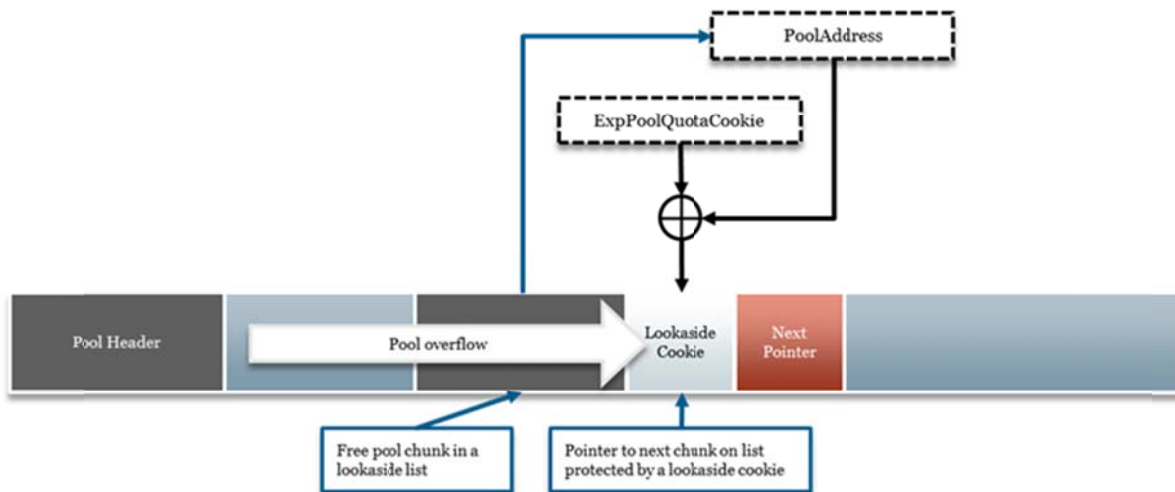 PoolAddress
ExpPoolQuotaCookie
Pool Header
Pool overflow
Lookaside
Cookie
Next
Pointer
Free pool chunk in a
lookaside list
Pointer to next chunk on list
protected by a lookaside cookie